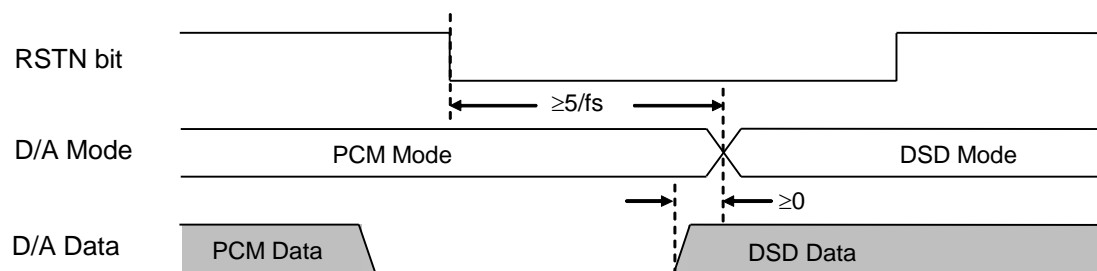 RSTN bit
≥5/fs
D/A Mode
PCM Mode
DSD Mode
≥0
D/A Data
PCM Data
DSD Data